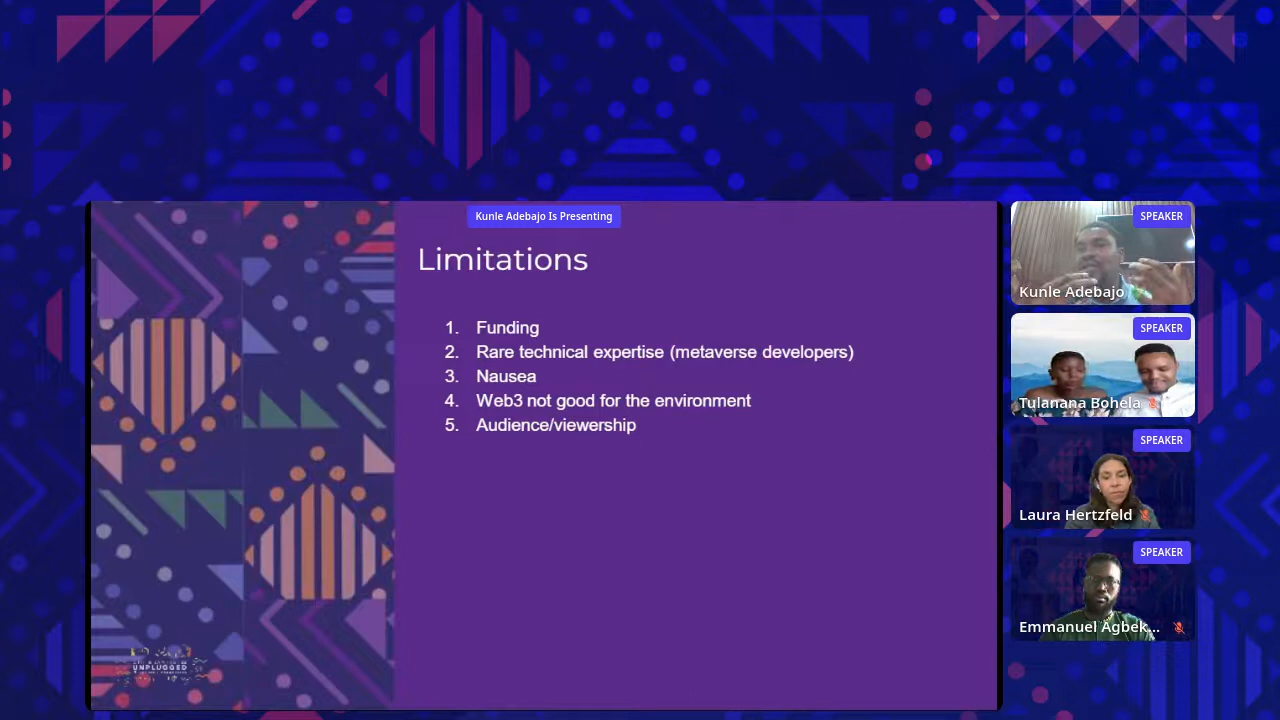 Kunle Adebajo Is Presenting
Limitations
1. Funding
2. Rare technical expertise (metaverse developers)
3. Nausea
4. Web3 not good for the environment
5. Audience/viewership
UNPLUGGED
SPEAKER
Kunle Adebajo
SPEAKER
Tulanana Bohela
SPEAKER
Laura Hertzfeld
SPEAKER
Emmanuel Agbek...